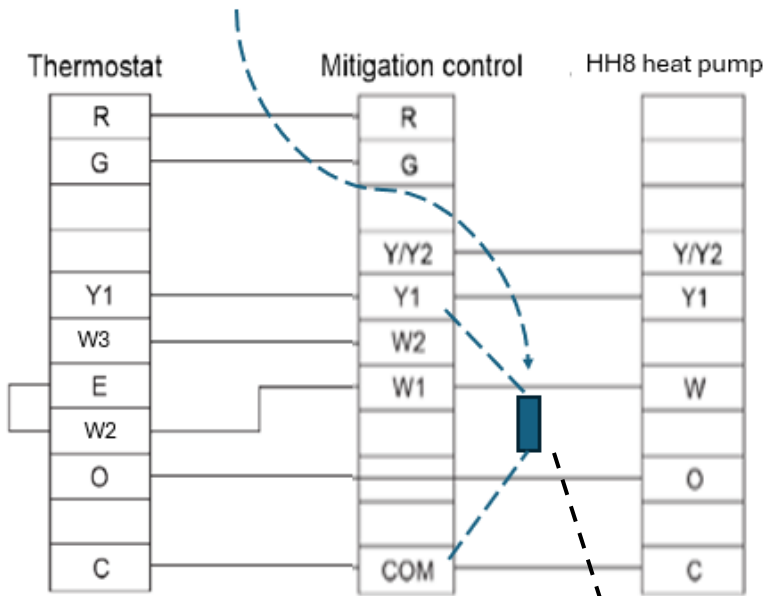 Thermostat
Mitigation control
HH8 heat pump
R
R
G
G
Y/Y2
Y/Y2
Y1
Y1
Y1
W3
W2
E
W1
W
W2
O
O
C
COM
C